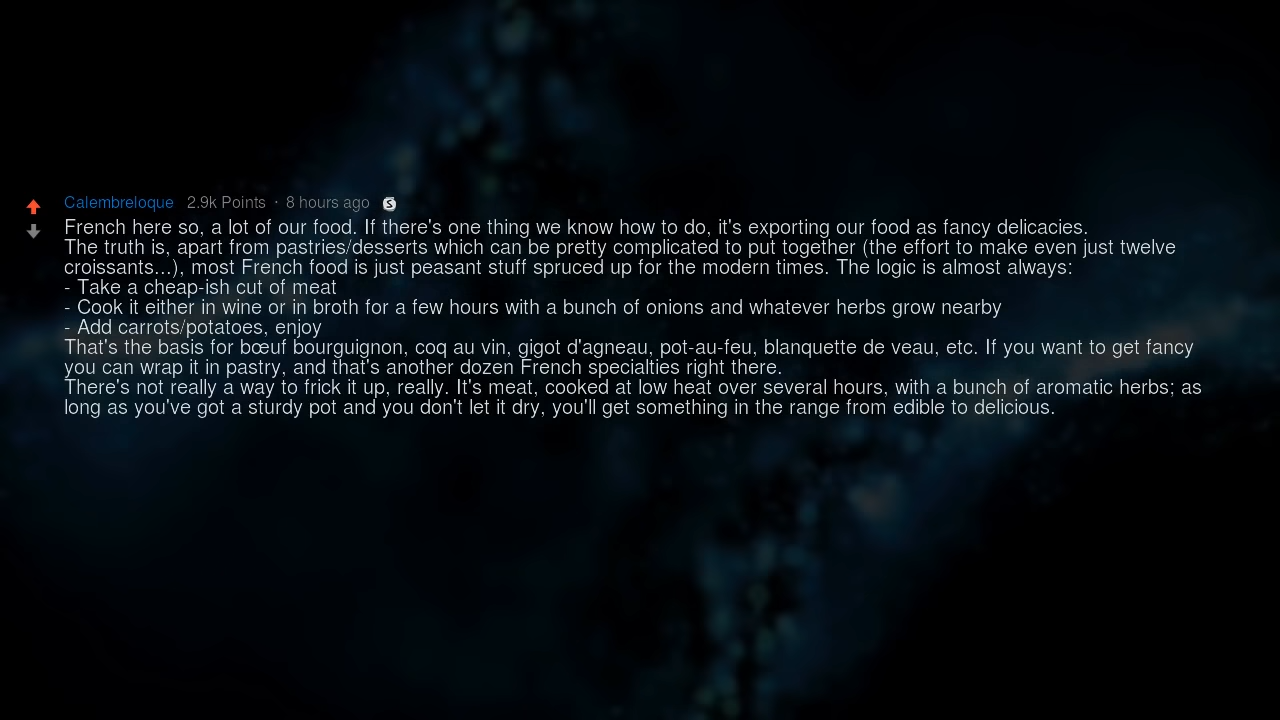 Calembreloque 2.9k Points · 8 hours ago S
French here so, a lot of our food. If there's one thing we know how to do, it's exporting our food as fancy delicacies.
The truth is, apart from pastries/desserts which can be pretty complicated to put together (the effort to make even just twelve
croissants...), most French food is just peasant stuff spruced up for the modern times. The logic is almost always:
- Take a cheap-ish cut of meat
- Cook it either in wine or in broth for a few hours with a bunch of onions and whatever herbs grow nearby
- Add carrots/potatoes, enjoy
That's the basis for bœuf bourguignon, coq au vin, gigot d'agneau, pot-au-feu, blanquette de veau, etc. If you want to get fancy
you can wrap it in pastry, and that's another dozen French specialties right there.
There's not really a way to frick it up, really. It's meat, cooked at low heat over several hours, with a bunch of aromatic herbs; as
long as you've got a sturdy pot and you don't let it dry, you'll get something in the range from edible to delicious.